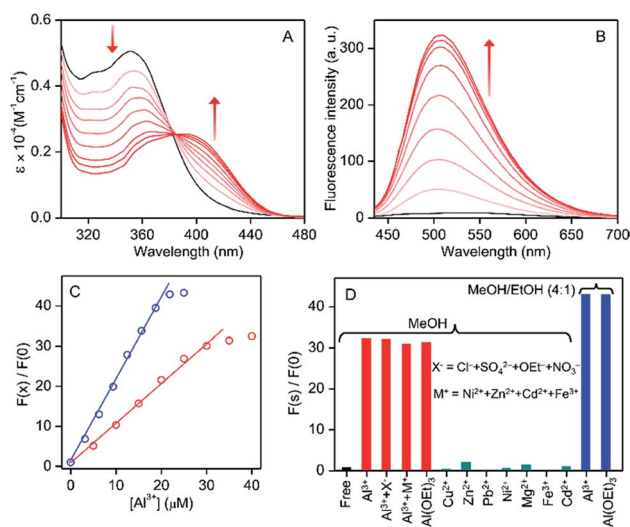 A
0.6
0.4
0.2
0.0
ε × 10⁻⁴ (M⁻¹cm⁻¹)
320 360 400 440 480
Wavelength (nm)
B
300
200
100
0
Fluorescence intensity (a. u.)
450 500 550 600 650 700
Wavelength (nm)
C
40
30
20
10
0
F(x) / F(0)
0 10 20 30 40
[Al³⁺] (μM)
D
MeOH/EtOH (4:1)
MeOH
X⁻ = Cl⁻+SO₄²⁻+OEt⁻+NO₃⁻
M⁺ = Ni²⁺+Zn²⁺+Cd²⁺+Fe³⁺
40
30
20
10
0
F(s) / F(0)
Free
Al³⁺
Al³⁺+X⁻
Al³⁺+M⁺
Al(OEt)₃
Cu²⁺
Zn²⁺
Pb²⁺
Ni²⁺
Mg²⁺
Fe³⁺
Cd²⁺
Al³⁺
Al(OEt)₃